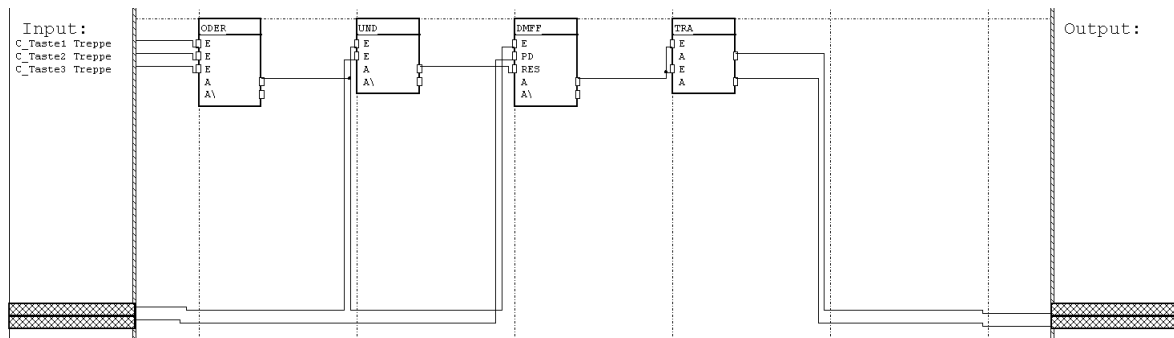 Input:
C_Taste1 Treppe
C_Taste2 Treppe
C_Taste3 Treppe
ODER
E
E
E
A
A\
UND
E
E
A
A\
DMFF
E
PD
RES
A
A\
TRA
E
A
E
A
Output: